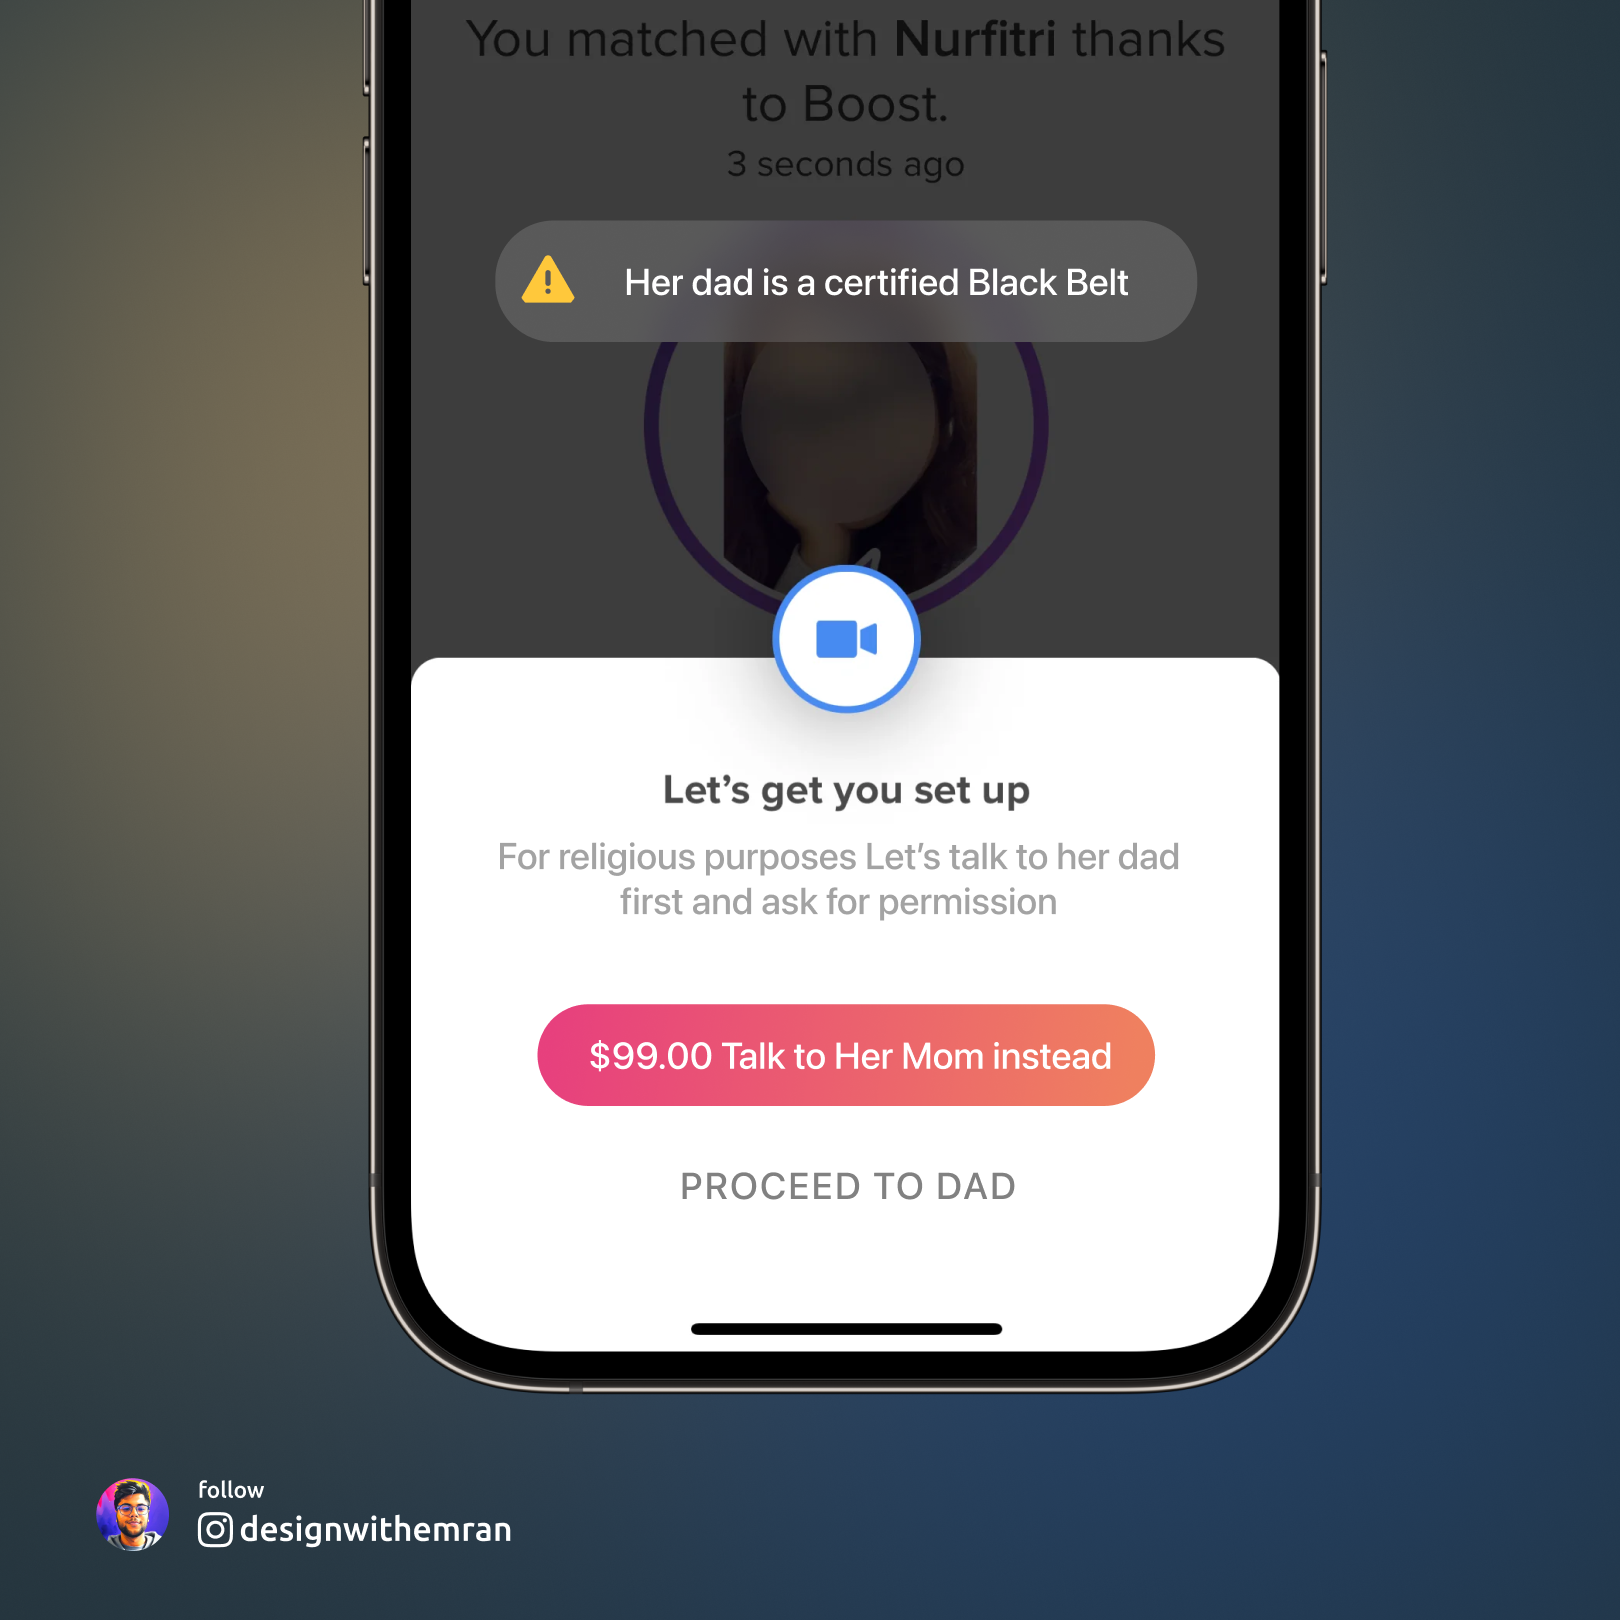 You matched with Nurfitri thanks
to Boost.
3 seconds ago
Her dad is a certified Black Belt
Let’s get you set up
For religious purposes Let’s talk to her dad
first and ask for permission
$99.00 Talk to Her Mom instead
PROCEED TO DAD
follow
designwithemran